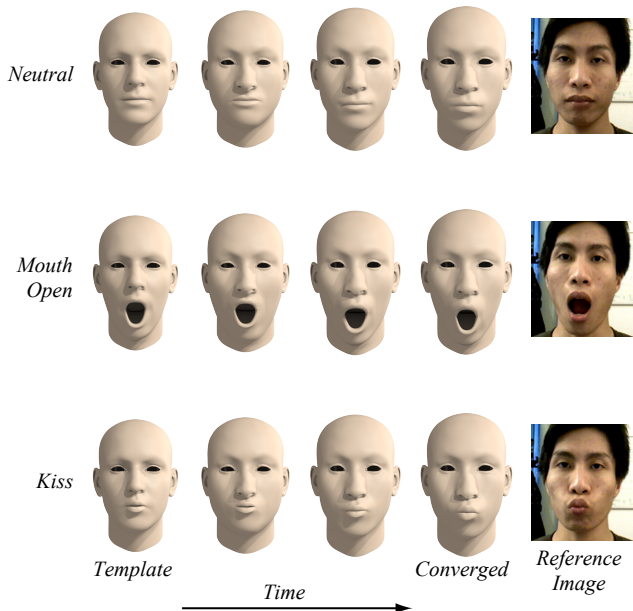 Neutral
Mouth
Open
Kiss
Template
Converged
Reference
Image
Time